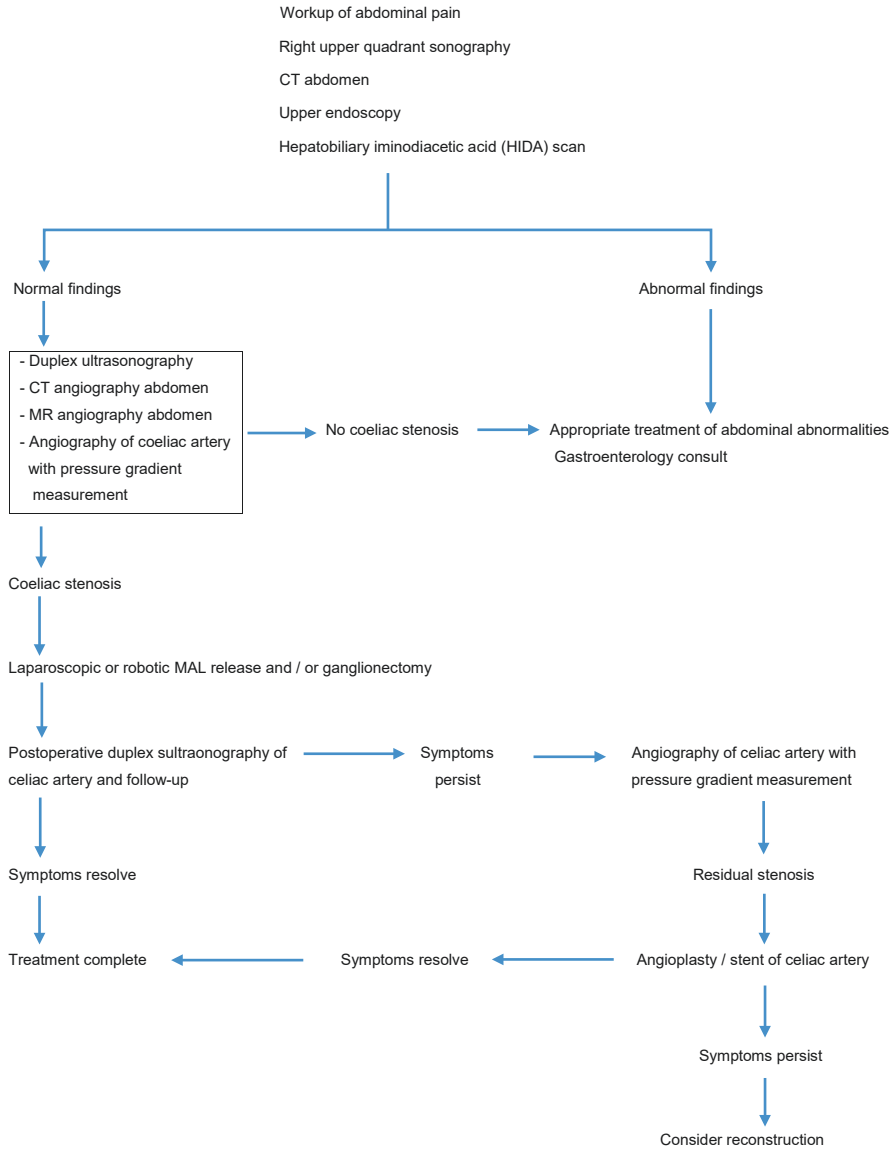 Workup of abdominal pain
Right upper quadrant sonography
CT abdomen
Upper endoscopy
Hepatobiliary iminodiacetic acid (HIDA) scan
Normal findings
Abnormal findings
- Duplex ultrasonography
- CT angiography abdomen
- MR angiography abdomen
- Angiography of coeliac artery
with pressure gradient
measurement
No coeliac stenosis
Appropriate treatment of abdominal abnormalities
Gastroenterology consult
Coeliac stenosis
Laparoscopic or robotic MAL release and / or ganglionectomy
Postoperative duplex sultraonography of
celiac artery and follow-up
Symptoms
persist
Angiography of celiac artery with
pressure gradient measurement
Symptoms resolve
Residual stenosis
Treatment complete
Symptoms resolve
Angioplasty / stent of celiac artery
Symptoms persist
Consider reconstruction